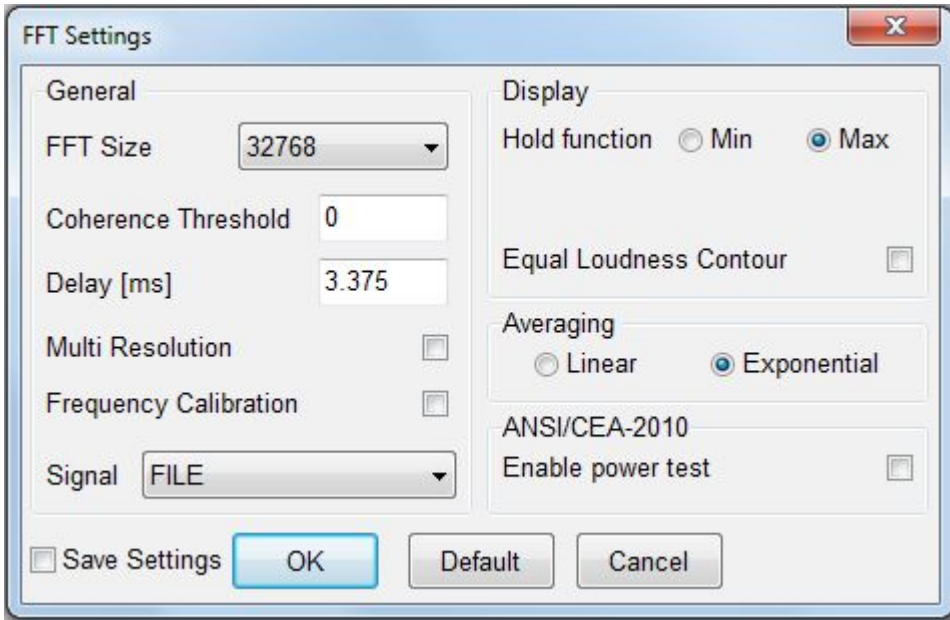 FFT Settings
General
FFT Size 32768
Coherence Threshold 0
Delay [ms] 3.375
Multi Resolution
Frequency Calibration
Signal FILE
Display
Hold function Min Max
Equal Loudness Contour
Averaging
Linear Exponential
ANSI/CEA-2010
Enable power test
Save Settings OK Default Cancel